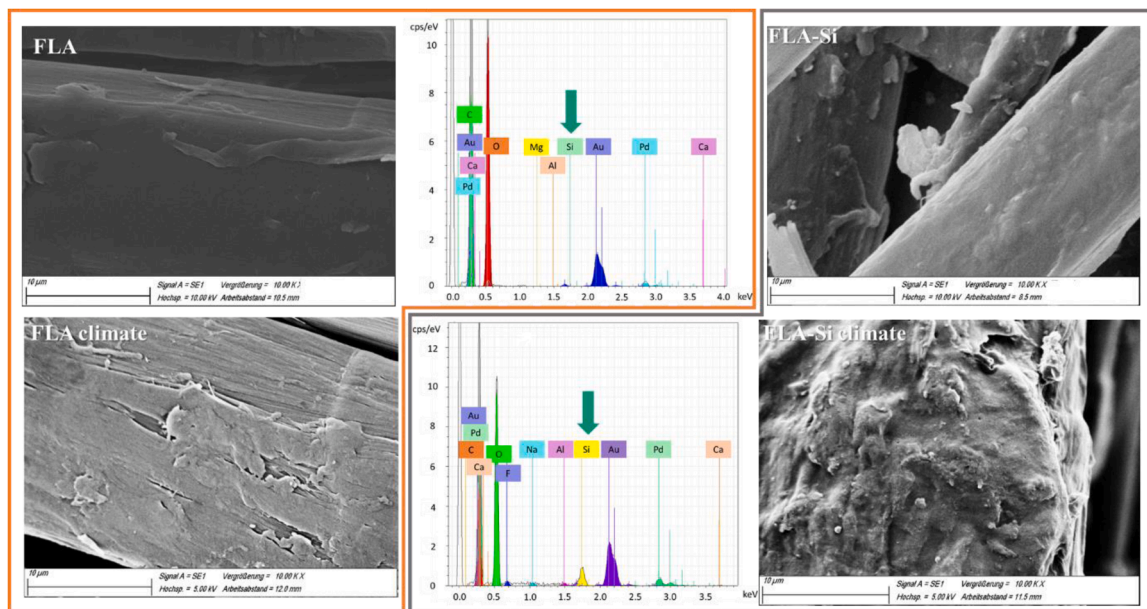 FLA
10 µm
Signal A = SE1 Vergrößerung = 10.00 K X
Hochsp. = 10.00 kV Arbeitsabstand = 10.5 mm
cps/eV
10
8
6
4
2
0
C
Au
Ca
Pd
O
Mg
Al
Si
Au
Pd
Ca
0.0 0.5 1.0 1.5 2.0 2.5 3.0 3.5 4.0
keV
FLA-Si
10 µm
Signal A = SE1 Vergrößerung = 10.00 K X
Hochsp. = 10.00 kV Arbeitsabstand = 8.5 mm
FLA climate
10 µm
Signal A = SE1 Vergrößerung = 10.00 K X
Hochsp. = 5.00 kV Arbeitsabstand = 12.0 mm
cps/eV
12
10
8
6
4
2
0
Au
Pd
C
Ca
O
F
Na
Al
Si
Au
Pd
Ca
0.0 0.5 1.0 1.5 2.0 2.5 3.0 3.5
keV
FLA-Si climate
10 µm
Signal A = SE1 Vergrößerung = 10.00 K X
Hochsp. = 5.00 kV Arbeitsabstand = 11.5 mm